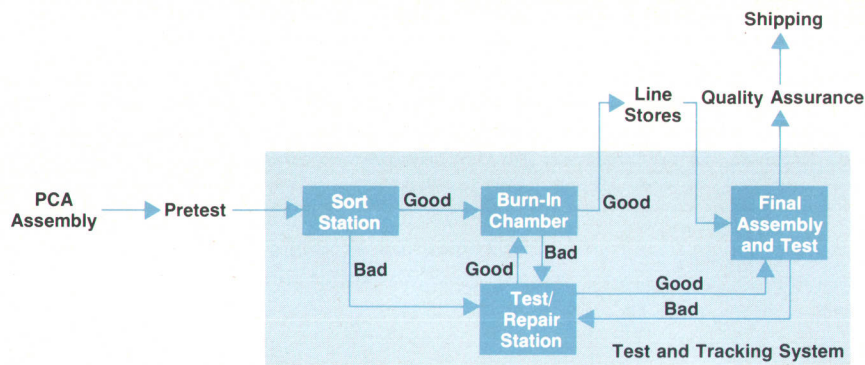 Shipping
Line
Stores
Quality Assurance
PCA
Assembly
Pretest
Sort
Station
Good
Burn-In
Chamber
Good
Final
Assembly
and Test
Bad
Good
Bad
Test/
Repair
Station
Good
Bad
Test and Tracking System